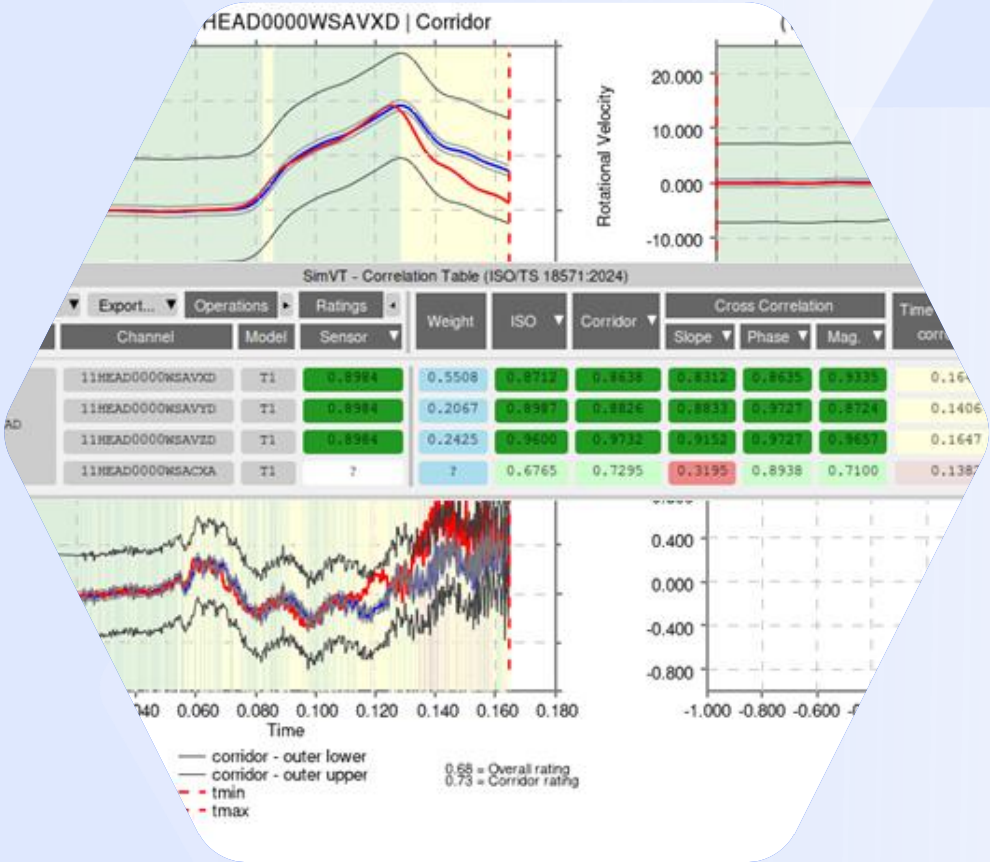 HEAD0000WSAVXD | Corridor
20.000
10.000
0.000
-10.000
Rotational Velocity
SimVT - Correlation Table (ISO/TS 18571:2024)
Export... Operations Ratings Weight ISO Corridor Cross Correlation Time
Channel Model Sensor Slope Phase Mag.
11HEAD0000WSAVXD T1 0.8984 0.5508 0.8712 0.8638 0.8312 0.8635 0.9335
11HEAD0000WSAVYD T1 0.8984 0.2067 0.8987 0.8826 0.8833 0.9727 0.8724 0.1406
11HEAD0000WSAVZD T1 0.8984 0.2425 0.9600 0.9732 0.9152 0.9727 0.9657 0.1647
11HEAD0000WSACXA T1 ? ? 0.6765 0.7295 0.3195 0.8938 0.7100
0.400
0.000
-0.400
-0.800
0.060 0.080 0.100 0.120 0.140 0.160 0.180
-1.000 -0.800 -0.600
Time
corridor - outer lower
corridor - outer upper
tmin
tmax
0.68 = Overall rating
0.73 = Corridor rating